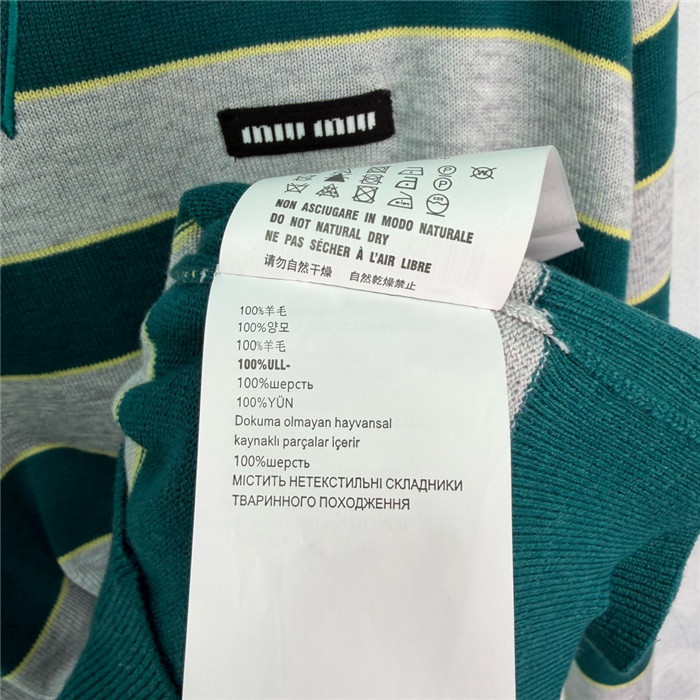 miu miu
NON ASCIUGARE IN MODO NATURALE
DO NOT NATURAL DRY
NE PAS SÉCHER À L'AIR LIBRE
请勿自然干燥 自然乾燥禁止
100%羊毛
100%양모
100%羊毛
100%ULL-
100%шерсть
100%YÜN
Dokuma olmayan hayvansal
kaynaklı parçalar içerir
100%шерсть
МІСТИТЬ НЕТЕКСТИЛЬНІ СКЛАДНИКИ
ТВАРИННОГО ПОХОДЖЕННЯ